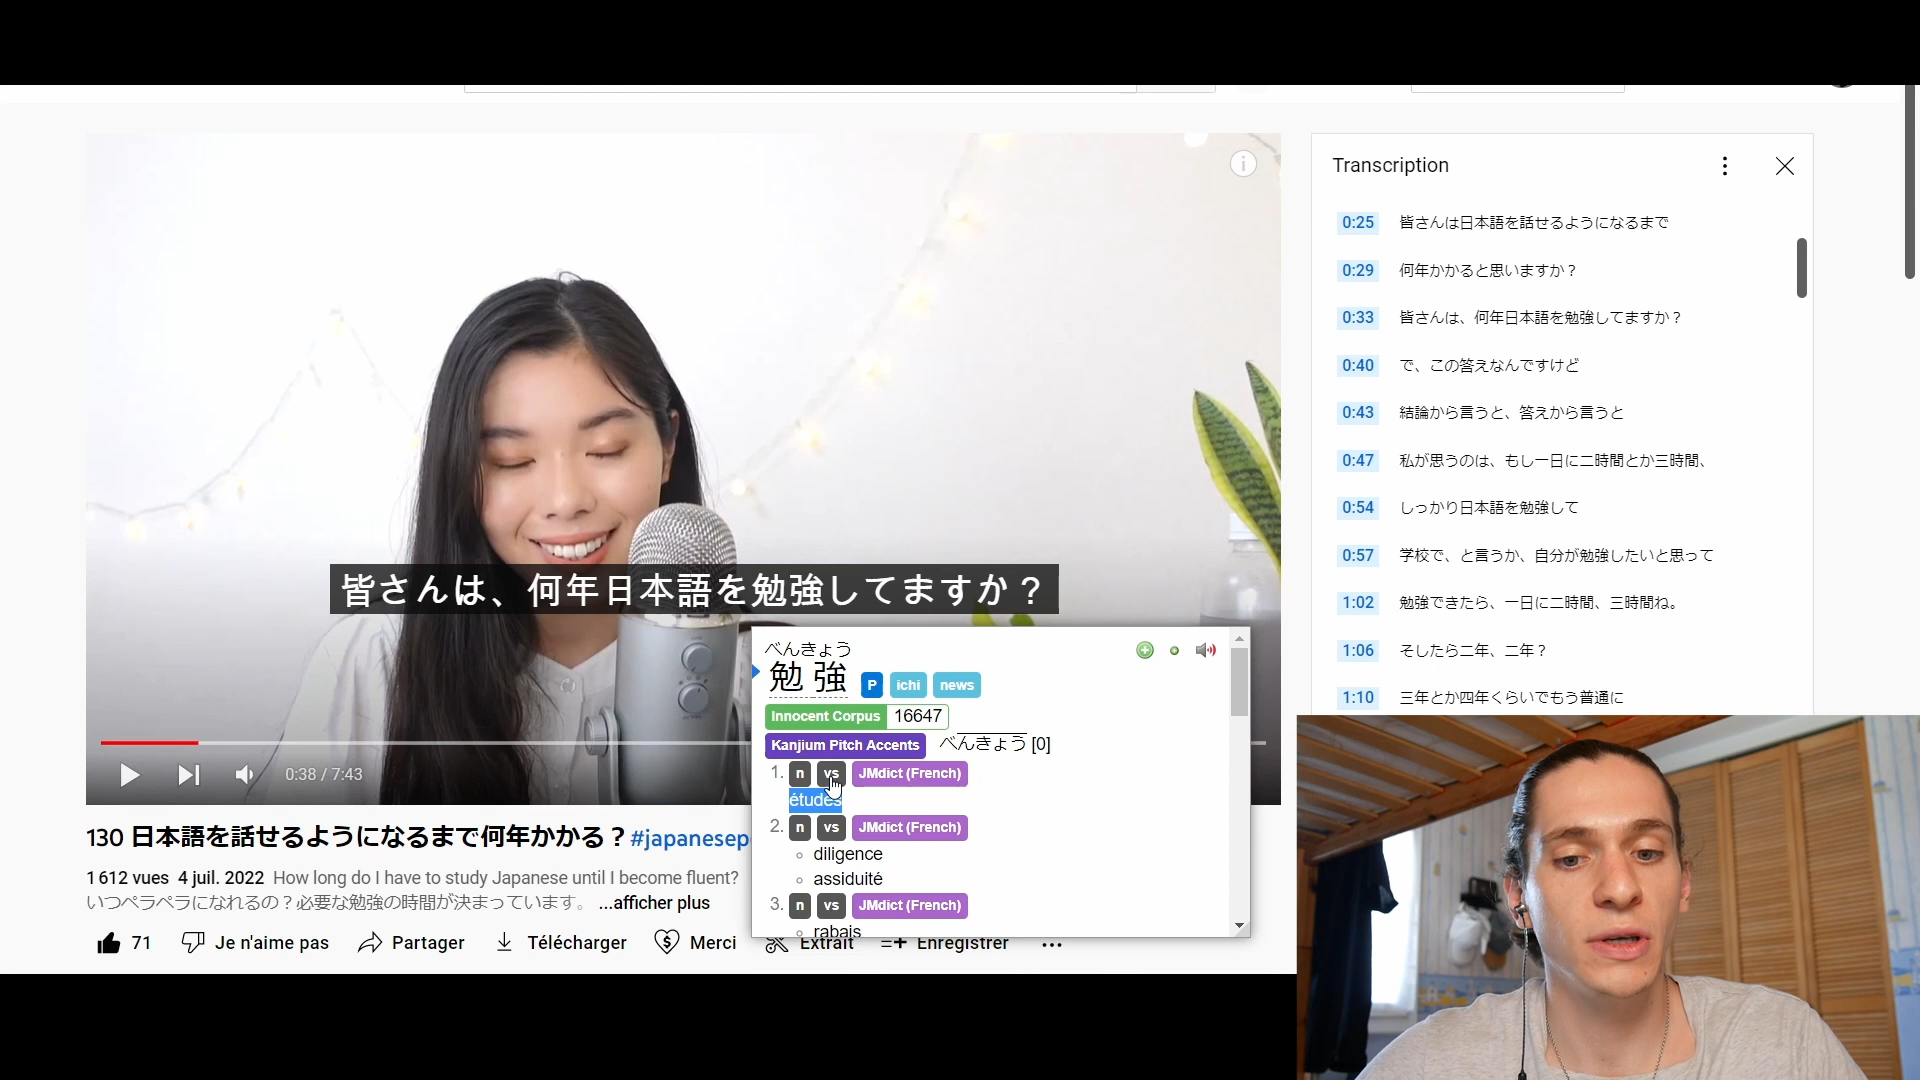 皆さんは、何年日本語を勉強してますか？
0:38 / 7:43
130 日本語を話せるようになるまで何年かかる？#japanesep
1 612 vues 4 juil. 2022 How long do I have to study Japanese until I become fluent?
いつペラペラになれるの？必要な勉強の時間が決まっています。 ...afficher plus
71 Je n'aime pas Partager Télécharger Merci Extrait Enregistrer
べんきょう
勉強 P ichi news
Innocent Corpus 16647
Kanjium Pitch Accents べんきょう [0]
1. n vs JMdict (French)
études
2. n vs JMdict (French)
diligence
assiduité
3. n vs JMdict (French)
rabais
Transcription
0:25 皆さんは日本語を話せるようになるまで
0:29 何年かかると思いますか？
0:33 皆さんは、何年日本語を勉強してますか？
0:40 で、この答えなんですけど
0:43 結論から言うと、答えから言うと
0:47 私が思うのは、もし一日に二時間とか三時間、
0:54 しっかり日本語を勉強して
0:57 学校で、と言うか、自分が勉強したいと思って
1:02 勉強できたら、一日に二時間、三時間ね。
1:06 そしたら二年、二年？
1:10 三年とか四年くらいでもう普通に